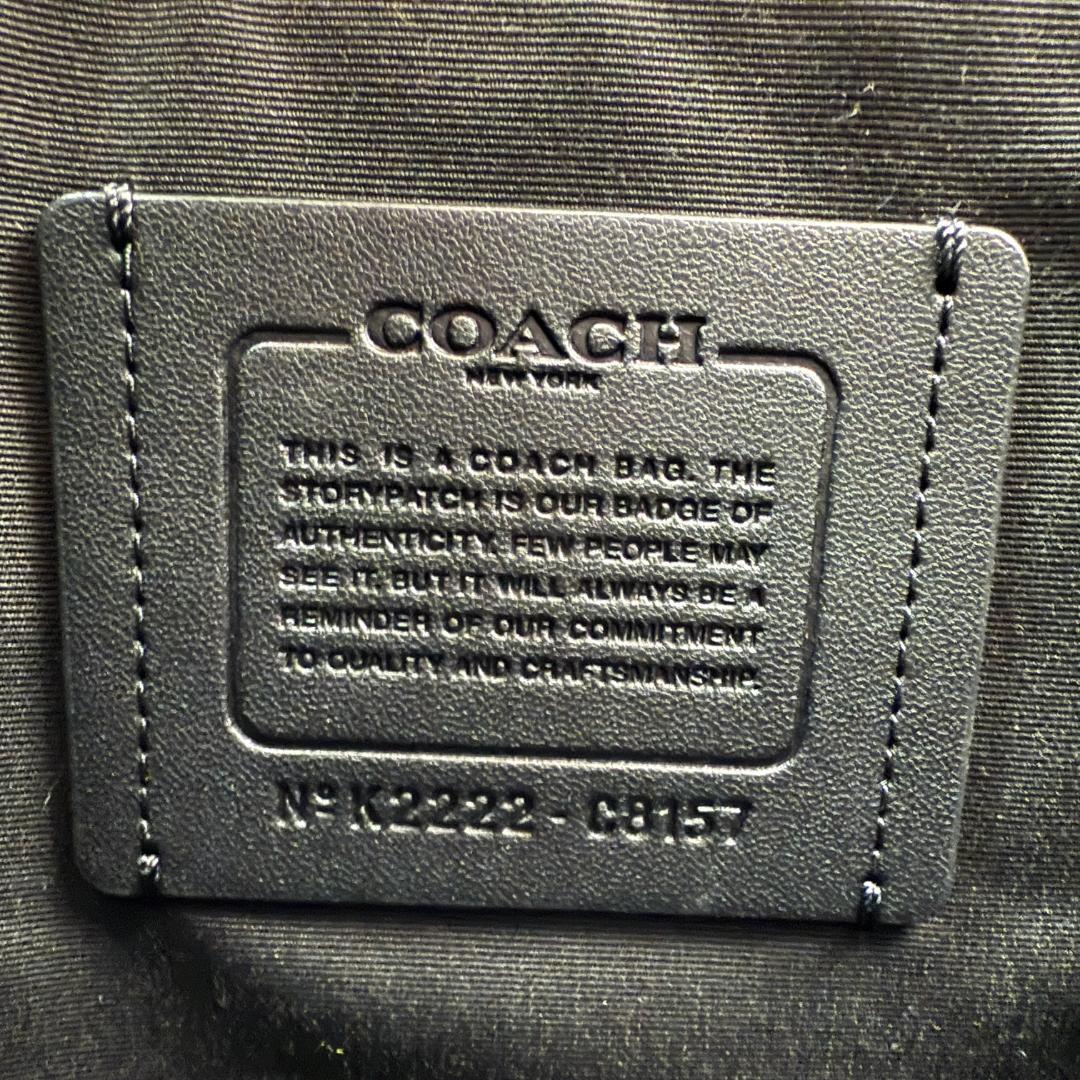 COACH
NEW YORK
THIS IS A COACH BAG. THE
STORYPATCH IS OUR BADGE OF
AUTHENTICITY. FEW PEOPLE MAY
SEE IT. BUT IT WILL ALWAYS BE A
REMINDER OF OUR COMMITMENT
TO QUALITY AND CRAFTSMANSHIP.
Nº K2222 - C8157